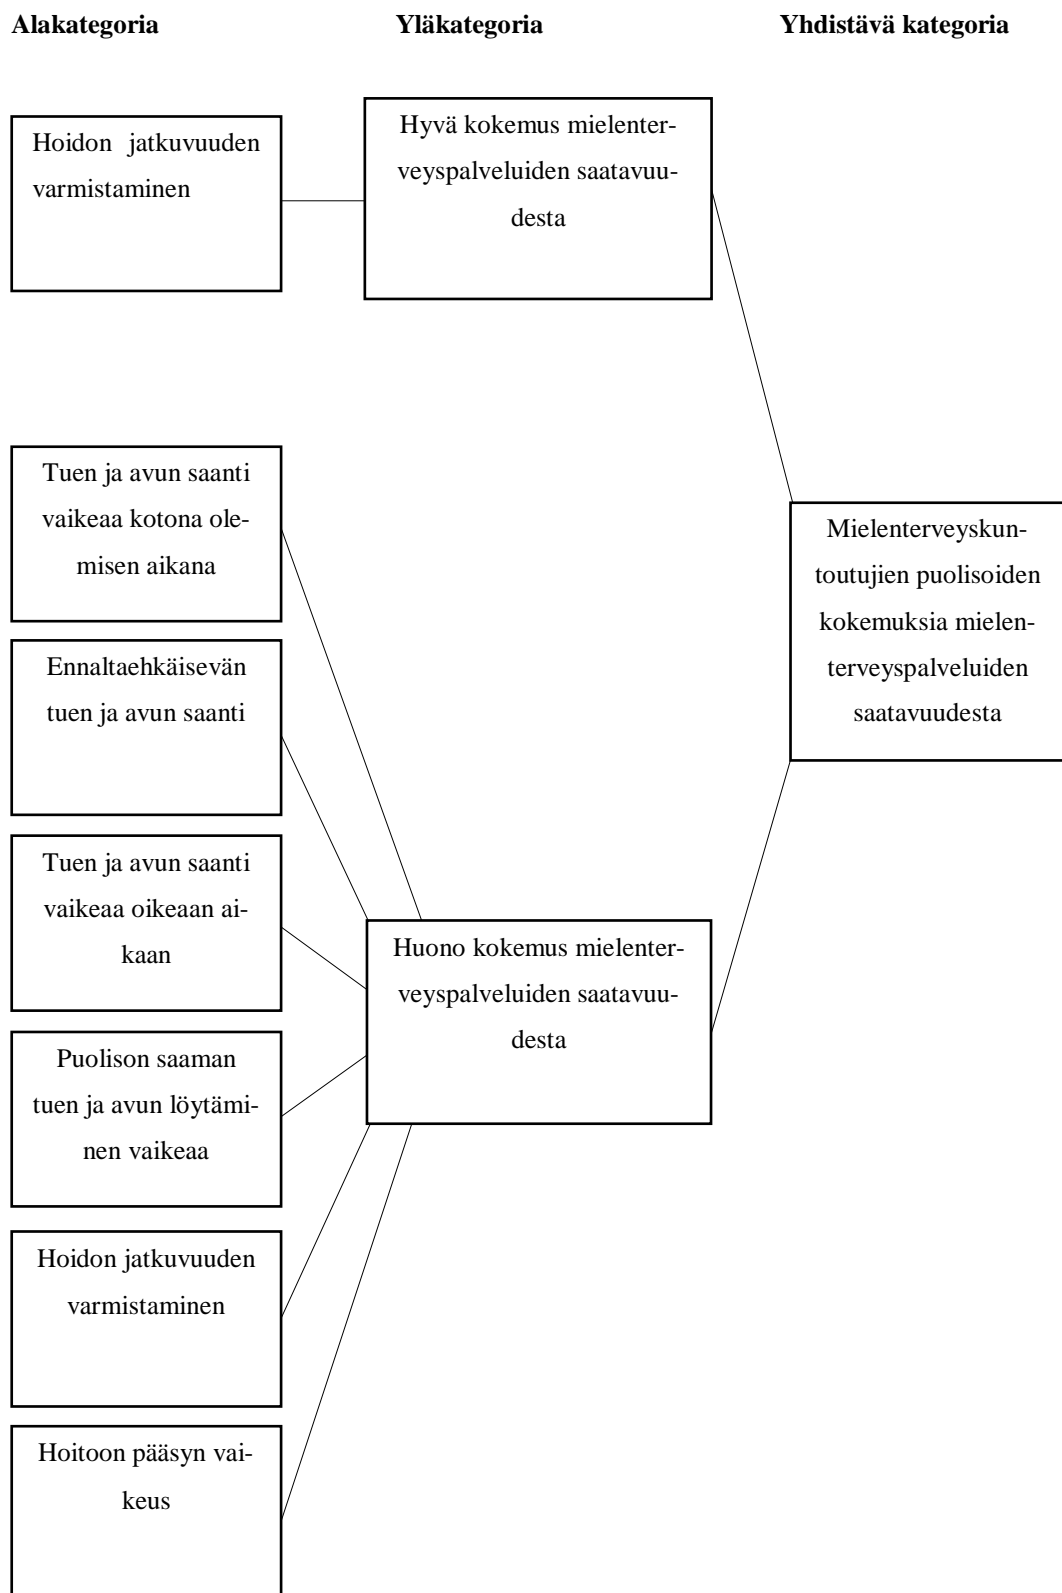 Alakategoria Yläkategoria Yhdistävä kategoria
Hoidon jatkuvuuden
varmistaminen
Hyvä kokemus mielenter-
veyspalveluiden saatavuu-
desta
Tuen ja avun saanti
vaikeaa kotona ole-
misen aikana
Ennaltaehkäisevän
tuen ja avun saanti
Tuen ja avun saanti
vaikeaa oikeaan ai-
kaan
Puolison saaman
tuen ja avun löytämi-
nen vaikeaa
Hoidon jatkuvuuden
varmistaminen
Hoitoon pääsyn vai-
keus
Huono kokemus mielenter-
veyspalveluiden saatavuu-
desta
Mielenterveyskun-
toutujien puolisoiden
kokemuksia mielen-
terveyspalveluiden
saatavuudesta